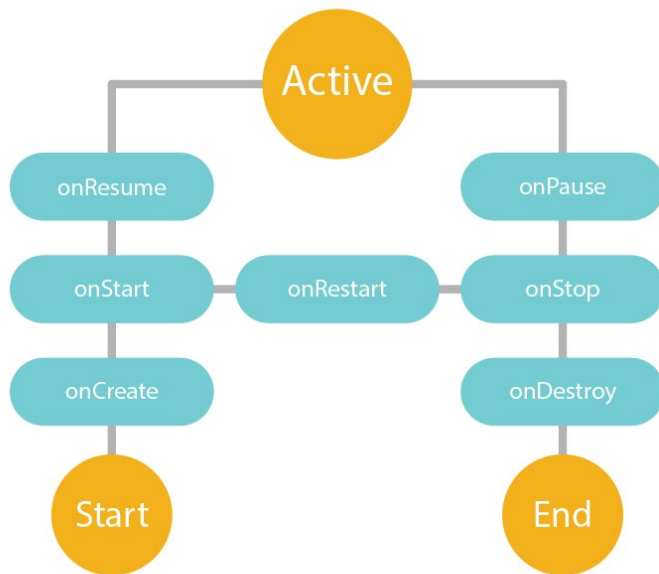 Active
onResume
onPause
onStart
onRestart
onStop
onCreate
onDestroy
Start
End